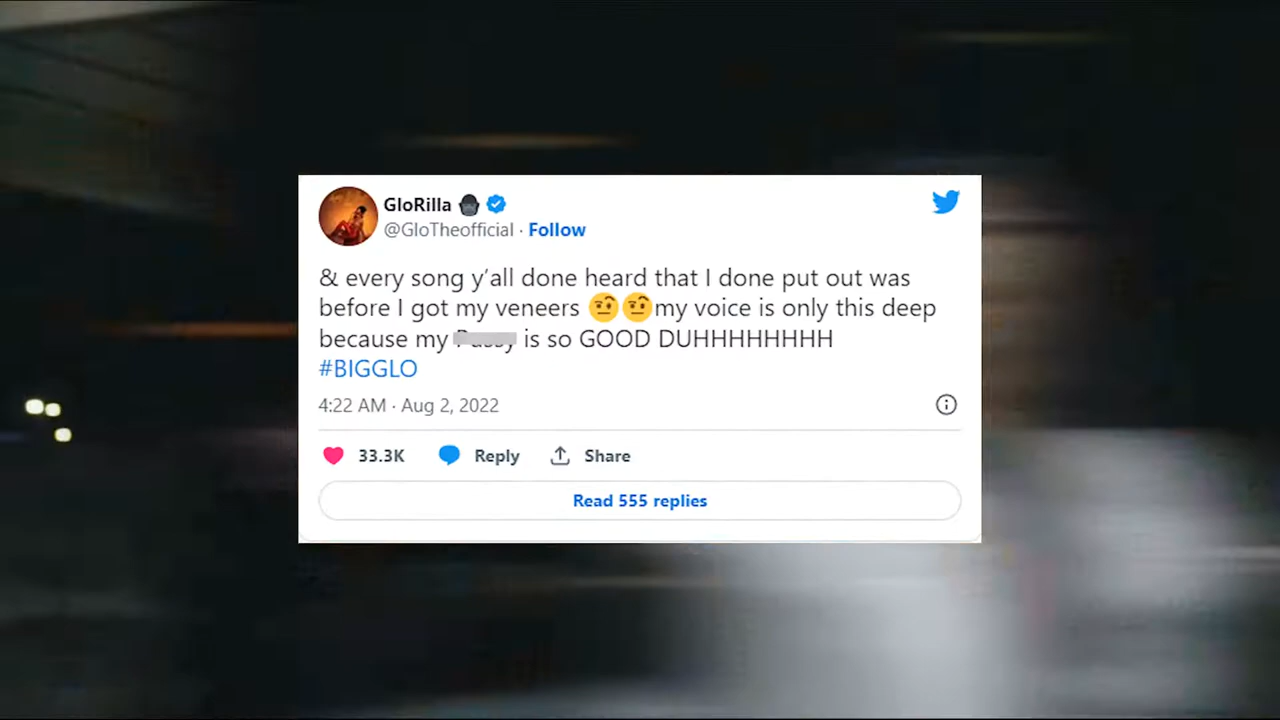 GloRilla
@GloTheofficial · Follow
& every song y’all done heard that I done put out was
before I got my veneers 🤨🤨my voice is only this deep
because my is so GOOD DUHHHHHHHH
#BIGGLO
4:22 AM · Aug 2, 2022
33.3K Reply Share
Read 555 replies